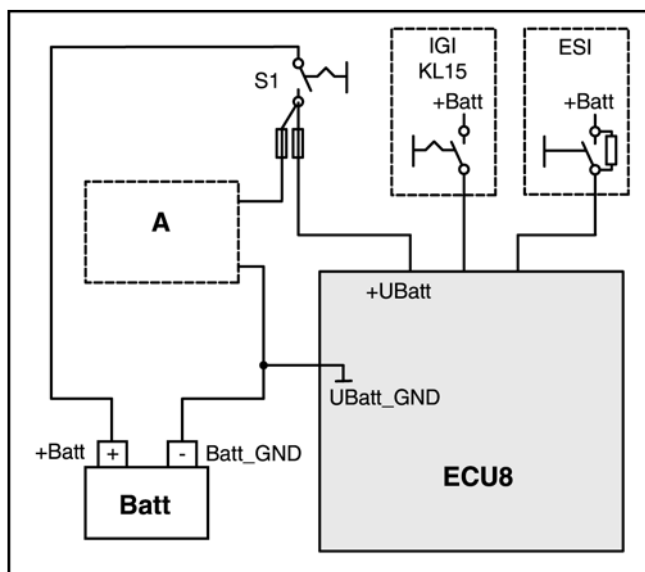 IGI
KL15
+Batt
ESI
+Batt
S1
A
+UBatt
UBatt_GND
+Batt
+
-
Batt_GND
Batt
ECU8